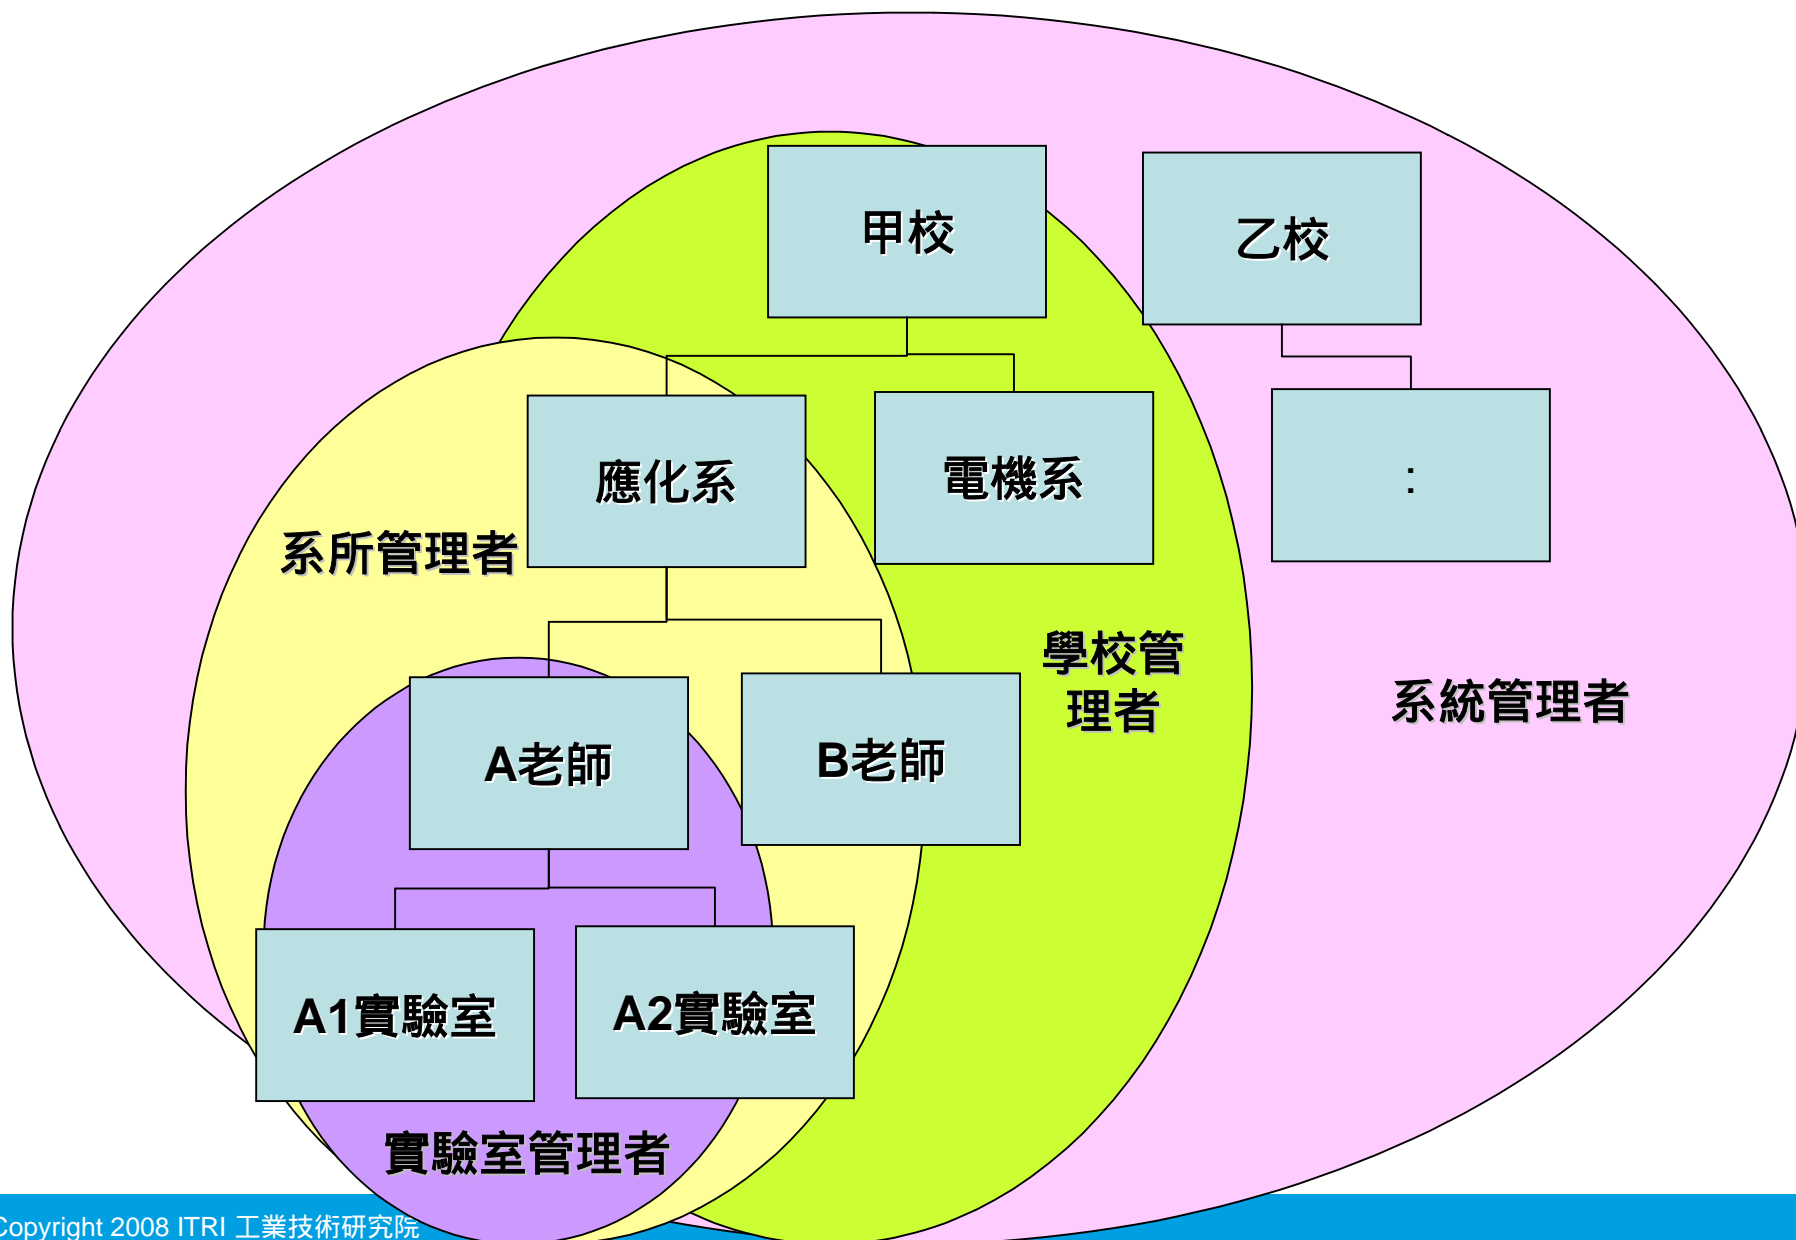 甲校
乙校
應化系
電機系
:
系所管理者
學校管
理者
系統管理者
A老師
B老師
A1實驗室
A2實驗室
實驗室管理者
Copyright 2008 ITRI 工業技術研究院